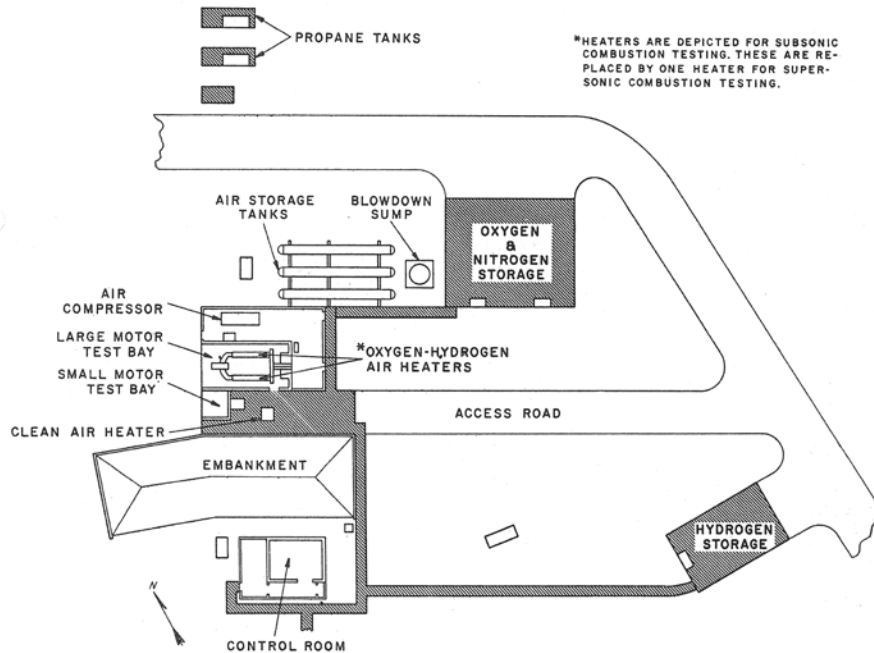 PROPANE TANKS
*HEATERS ARE DEPICTED FOR SUBSONIC
COMBUSTION TESTING. THESE ARE RE-
PLACED BY ONE HEATER FOR SUPER-
SONIC COMBUSTION TESTING.
AIR STORAGE
TANKS
BLOWDOWN
SUMP
OXYGEN
&
NITROGEN
STORAGE
AIR
COMPRESSOR
LARGE MOTOR
TEST BAY
*OXYGEN-HYDROGEN
AIR HEATERS
SMALL MOTOR
TEST BAY
ACCESS ROAD
CLEAN AIR HEATER
EMBANKMENT
HYDROGEN
STORAGE
N
CONTROL ROOM